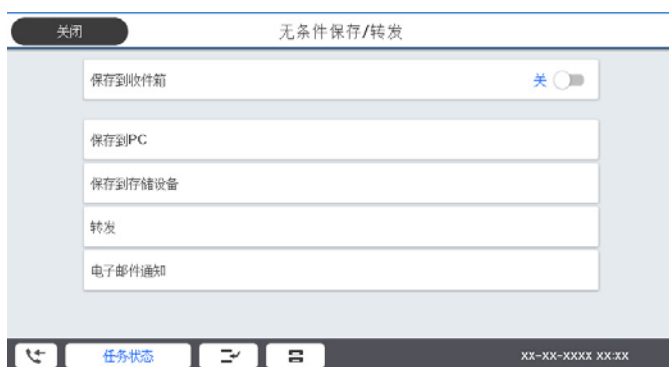 关闭 无条件保存/转发
保存到收件箱 关
保存到PC
保存到存储设备
转发
电子邮件通知
任务状态 XX-XX-XXXX XX:XX